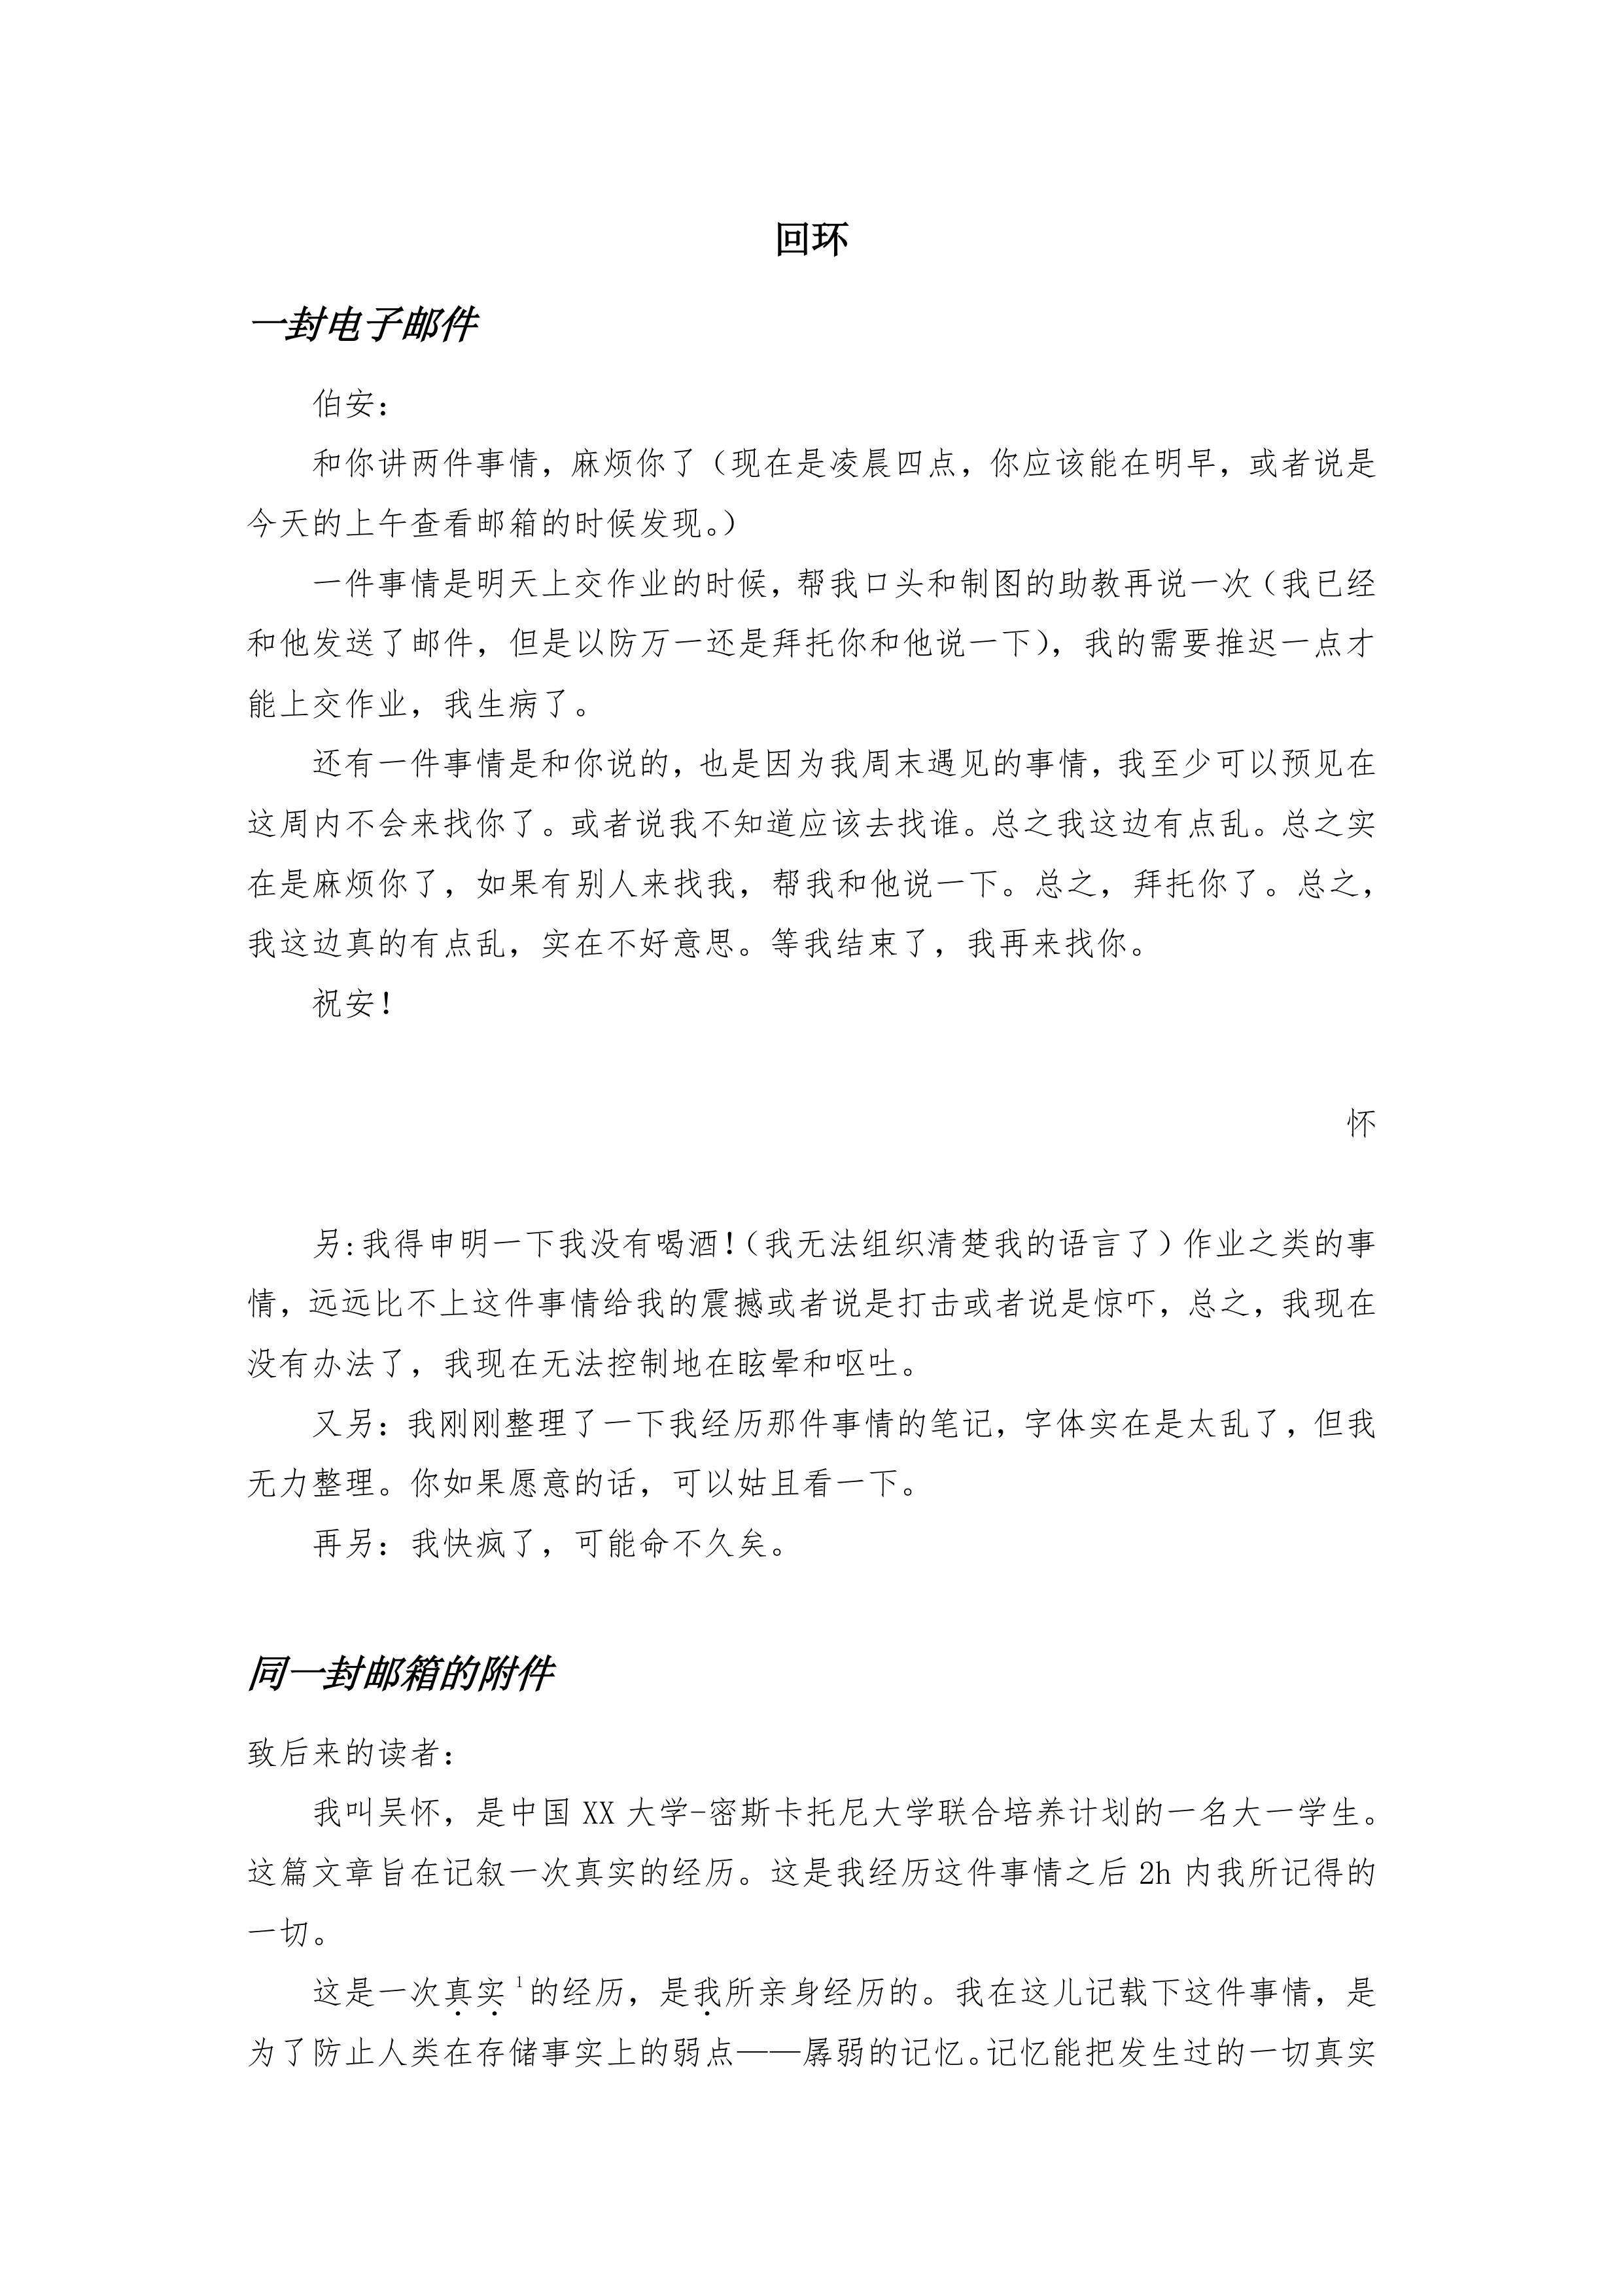 回环
一封电子邮件
伯安：
和你讲两件事情，麻烦你了（现在是凌晨四点，你应该能在明早，或者说是
今天的上午查看邮箱的时候发现。）
一件事情是明天上交作业的时候，帮我口头和制图的助教再说一次（我已经
和他发送了邮件，但是以防万一还是拜托你和他说一下），我的需要推迟一点才
能上交作业，我生病了。
还有一件事情是和你说的，也是因为我周末遇见的事情，我至少可以预见在
这周内不会来找你了。或者说我不知道应该去找谁。总之我这边有点乱。总之实
在是麻烦你了，如果有别人来找我，帮我和他说一下。总之，拜托你了。总之，
我这边真的有点乱，实在不好意思。等我结束了，我再来找你。
祝安！
怀
另：我得申明一下我没有喝酒！（我无法组织清楚我的语言了）作业之类的事
情，远远比不上这件事情给我的震撼或者说是打击或者说是惊吓，总之，我现在
没有办法了，我现在无法控制地在眩晕和呕吐。
又另：我刚刚整理了一下我经历那件事情的笔记，字体实在是太乱了，但我
无力整理。你如果愿意的话，可以姑且看一下。
再另：我快疯了，可能命不久矣。
同一封邮箱的附件
致后来的读者：
我叫吴怀，是中国 XX 大学-密斯卡托尼大学联合培养计划的一名大一学生。
这篇文章旨在记叙一次真实的经历。这是我经历这件事情之后 2h 内我所记得的
一切。
这是一次真实¹的经历，是我所亲身经历的。我在这儿记载下这件事情，是
为了防止人类在存储事实上的弱点——孱弱的记忆。记忆能把发生过的一切真实